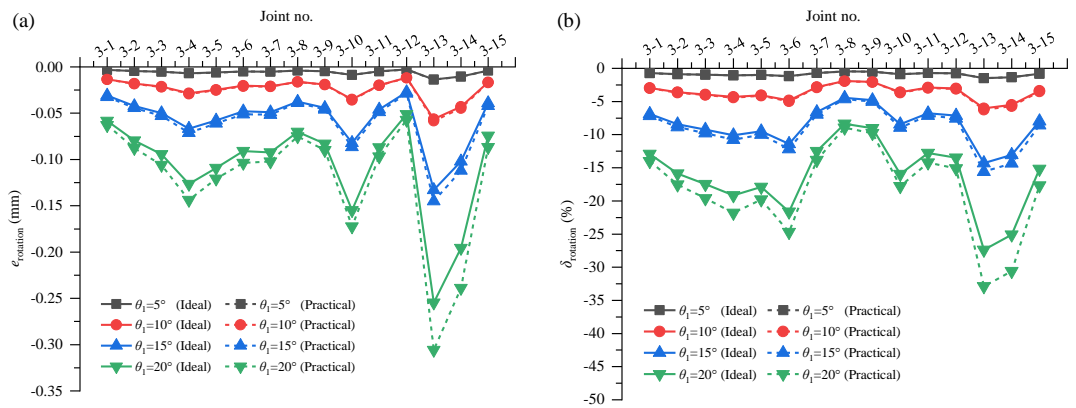 (a)
Joint no.
3-1 3-2 3-3 3-4 3-5 3-6 3-7 3-8 3-9 3-10 3-11 3-12 3-13 3-14 3-15
0.00
-0.05
-0.10
-0.15
-0.20
-0.25
-0.30
-0.35
e_rotation (mm)
θ₁=5° (Ideal) θ₁=5° (Practical)
θ₁=10° (Ideal) θ₁=10° (Practical)
θ₁=15° (Ideal) θ₁=15° (Practical)
θ₁=20° (Ideal) θ₁=20° (Practical)
(b)
Joint no.
3-1 3-2 3-3 3-4 3-5 3-6 3-7 3-8 3-9 3-10 3-11 3-12 3-13 3-14 3-15
0
-5
-10
-15
-20
-25
-30
-35
-40
-45
-50
δ_rotation (%)
θ₁=5° (Ideal) θ₁=5° (Practical)
θ₁=10° (Ideal) θ₁=10° (Practical)
θ₁=15° (Ideal) θ₁=15° (Practical)
θ₁=20° (Ideal) θ₁=20° (Practical)